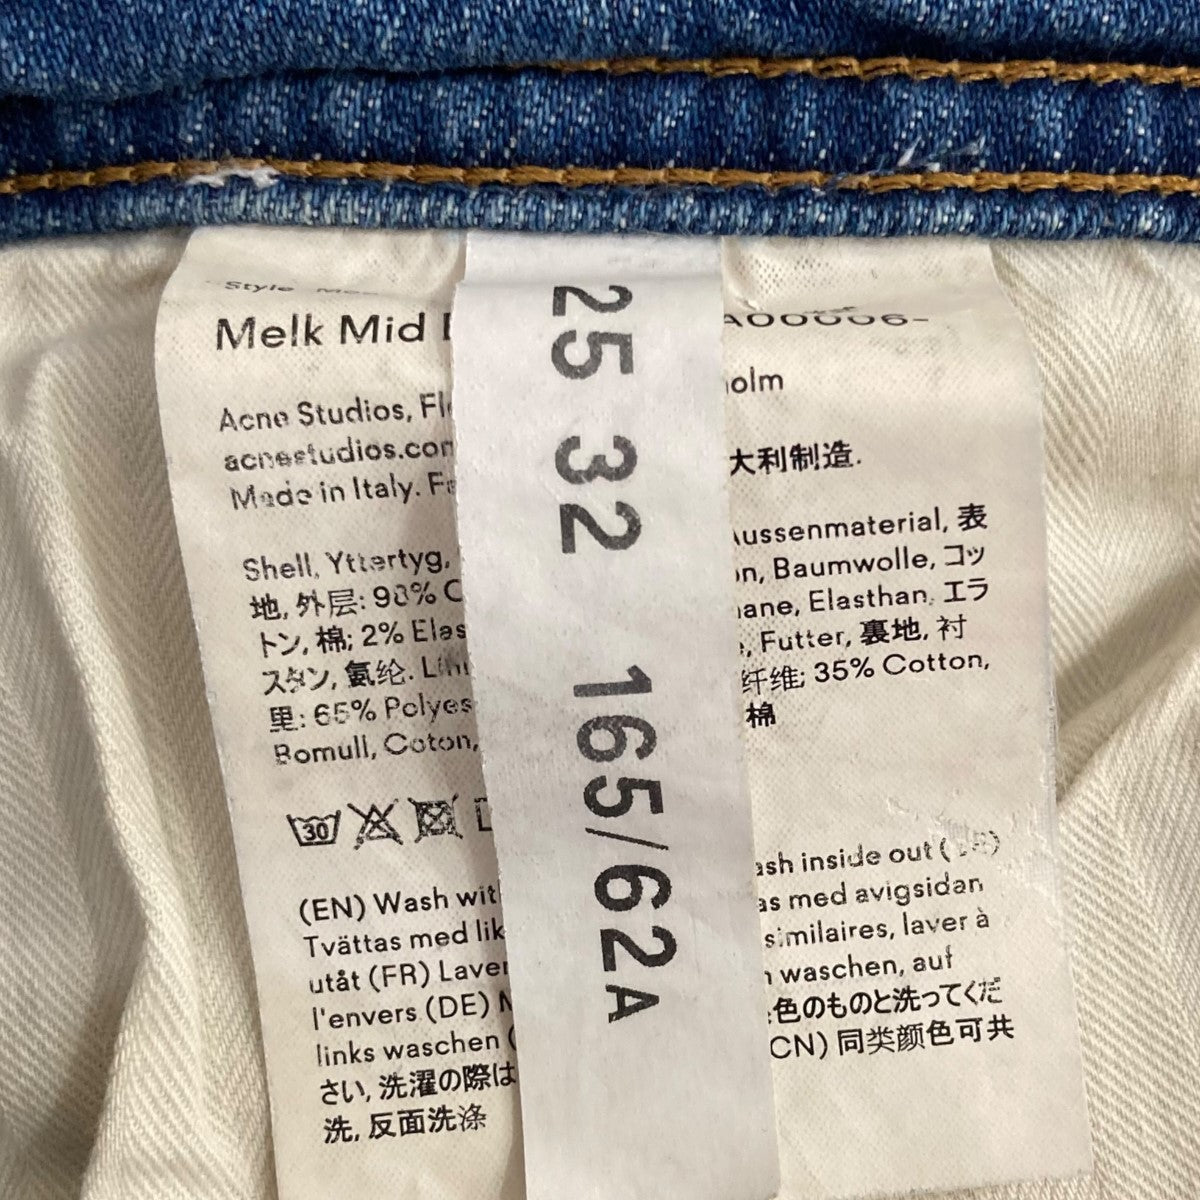 Style
Melk Mid
A00006-
Acne Studios,
olm
acnestudios.com
大利制造.
Made in Italy.
Shell, Yttertyg,
Aussenmaterial, 表
地, 外层: 98% C
on, Baumwolle, コッ
トン, 棉; 2% Elas
hane, Elasthan, エラ
スタン, 氨纶.
, Futter, 裏地, 衬
里: 65% Polyes
纤维; 35% Cotton,
Bomull, Coton,
棉
30
(EN) Wash wit
ash inside out (
Tvättas med lik
as med avigsidan
utåt (FR) Laver
similaires, laver à
l'envers (DE) M
n waschen, auf
links waschen (
色のものと洗ってくだ
さい, 洗濯の際は
CN) 同类颜色可共
洗, 反面洗涤
25 32 165/62A